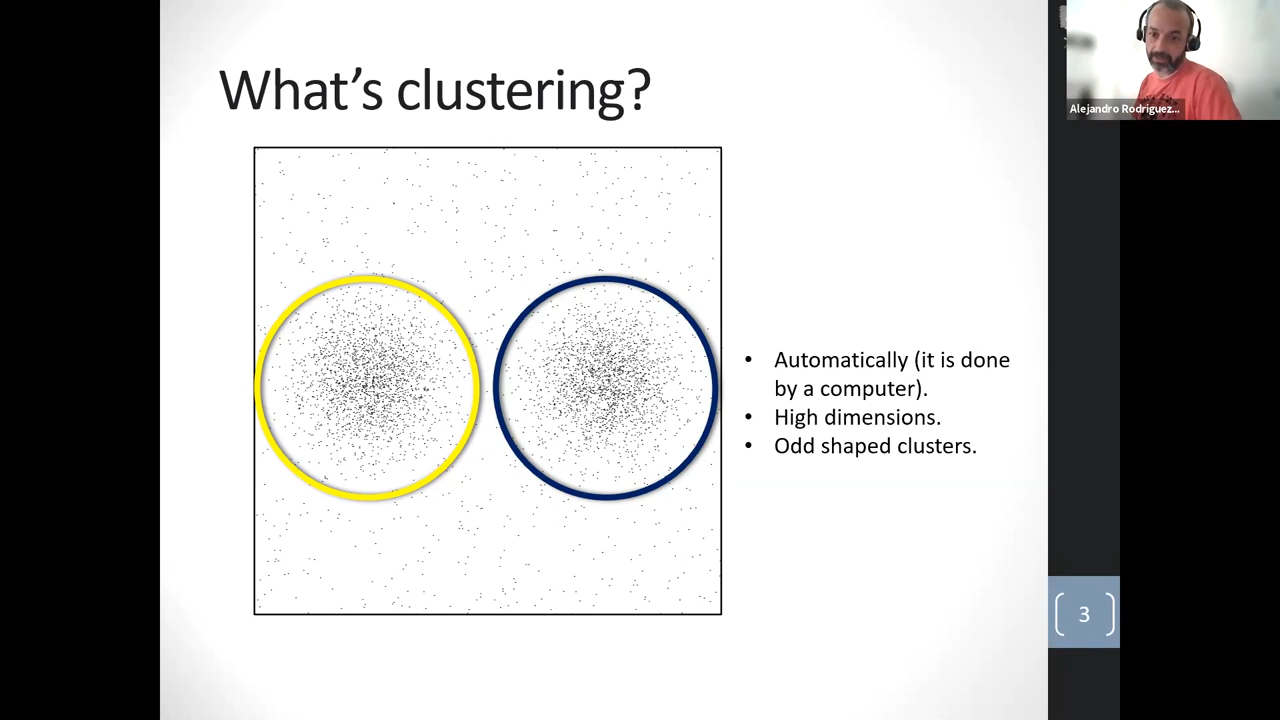 What's clustering?
Alejandro Rodriguez...
• Automatically (it is done
by a computer).
• High dimensions.
• Odd shaped clusters.
3